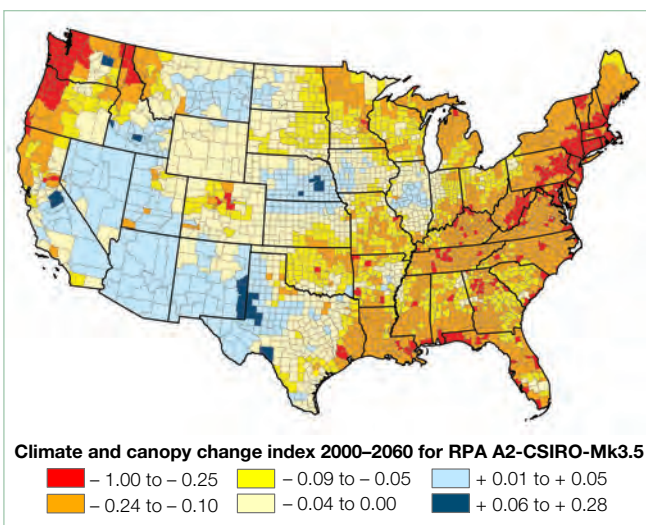 Climate and canopy change index 2000–2060 for RPA A2-CSIRO-Mk3.5
– 1.00 to – 0.25 – 0.09 to – 0.05 + 0.01 to + 0.05
– 0.24 to – 0.10 – 0.04 to 0.00 + 0.06 to + 0.28